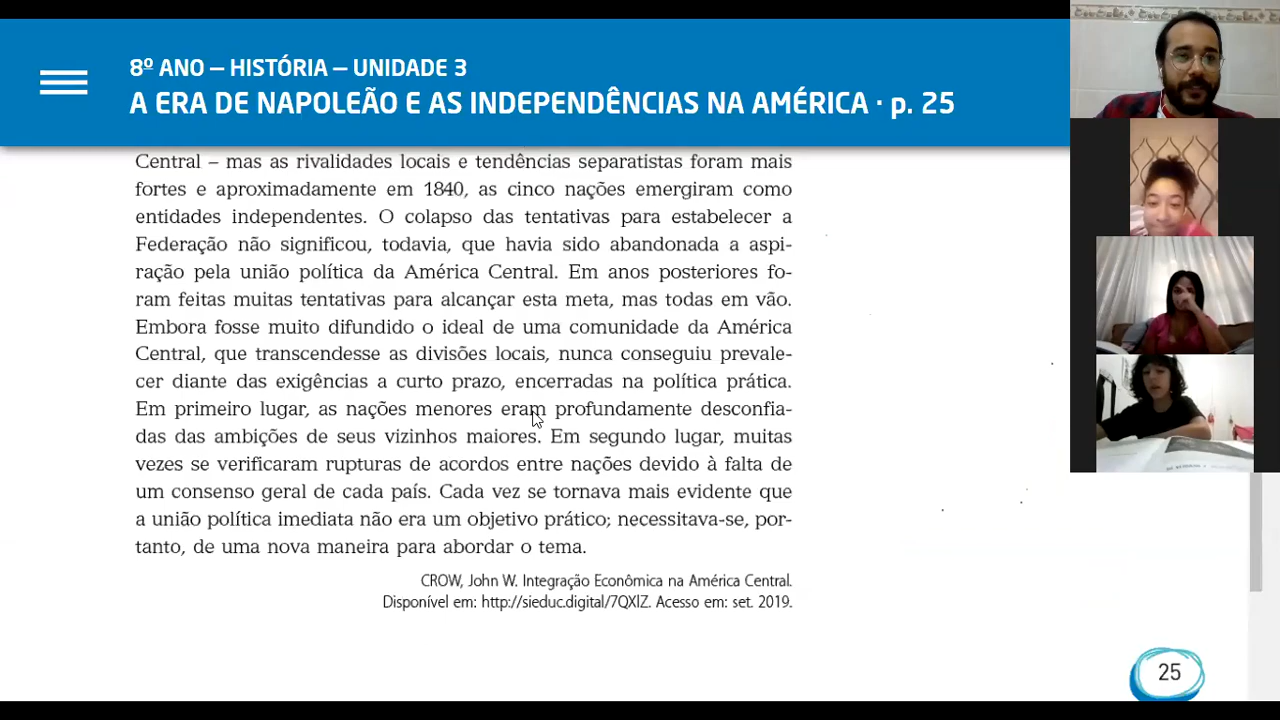 8º ANO – HISTÓRIA – UNIDADE 3
A ERA DE NAPOLEÃO E AS INDEPENDÊNCIAS NA AMÉRICA · p. 25
Central – mas as rivalidades locais e tendências separatistas foram mais
fortes e aproximadamente em 1840, as cinco nações emergiram como
entidades independentes. O colapso das tentativas para estabelecer a
Federação não significou, todavia, que havia sido abandonada a aspi-
ração pela união política da América Central. Em anos posteriores fo-
ram feitas muitas tentativas para alcançar esta meta, mas todas em vão.
Embora fosse muito difundido o ideal de uma comunidade da América
Central, que transcendesse as divisões locais, nunca conseguiu prevale-
cer diante das exigências a curto prazo, encerradas na política prática.
Em primeiro lugar, as nações menores eram profundamente desconfia-
das das ambições de seus vizinhos maiores. Em segundo lugar, muitas
vezes se verificaram rupturas de acordos entre nações devido à falta de
um consenso geral de cada país. Cada vez se tornava mais evidente que
a união política imediata não era um objetivo prático; necessitava-se, por-
tanto, de uma nova maneira para abordar o tema.
CROW, John W. Integração Econômica na América Central.
Disponível em: http://sieduc.digital/7QXlZ. Acesso em: set. 2019.
25